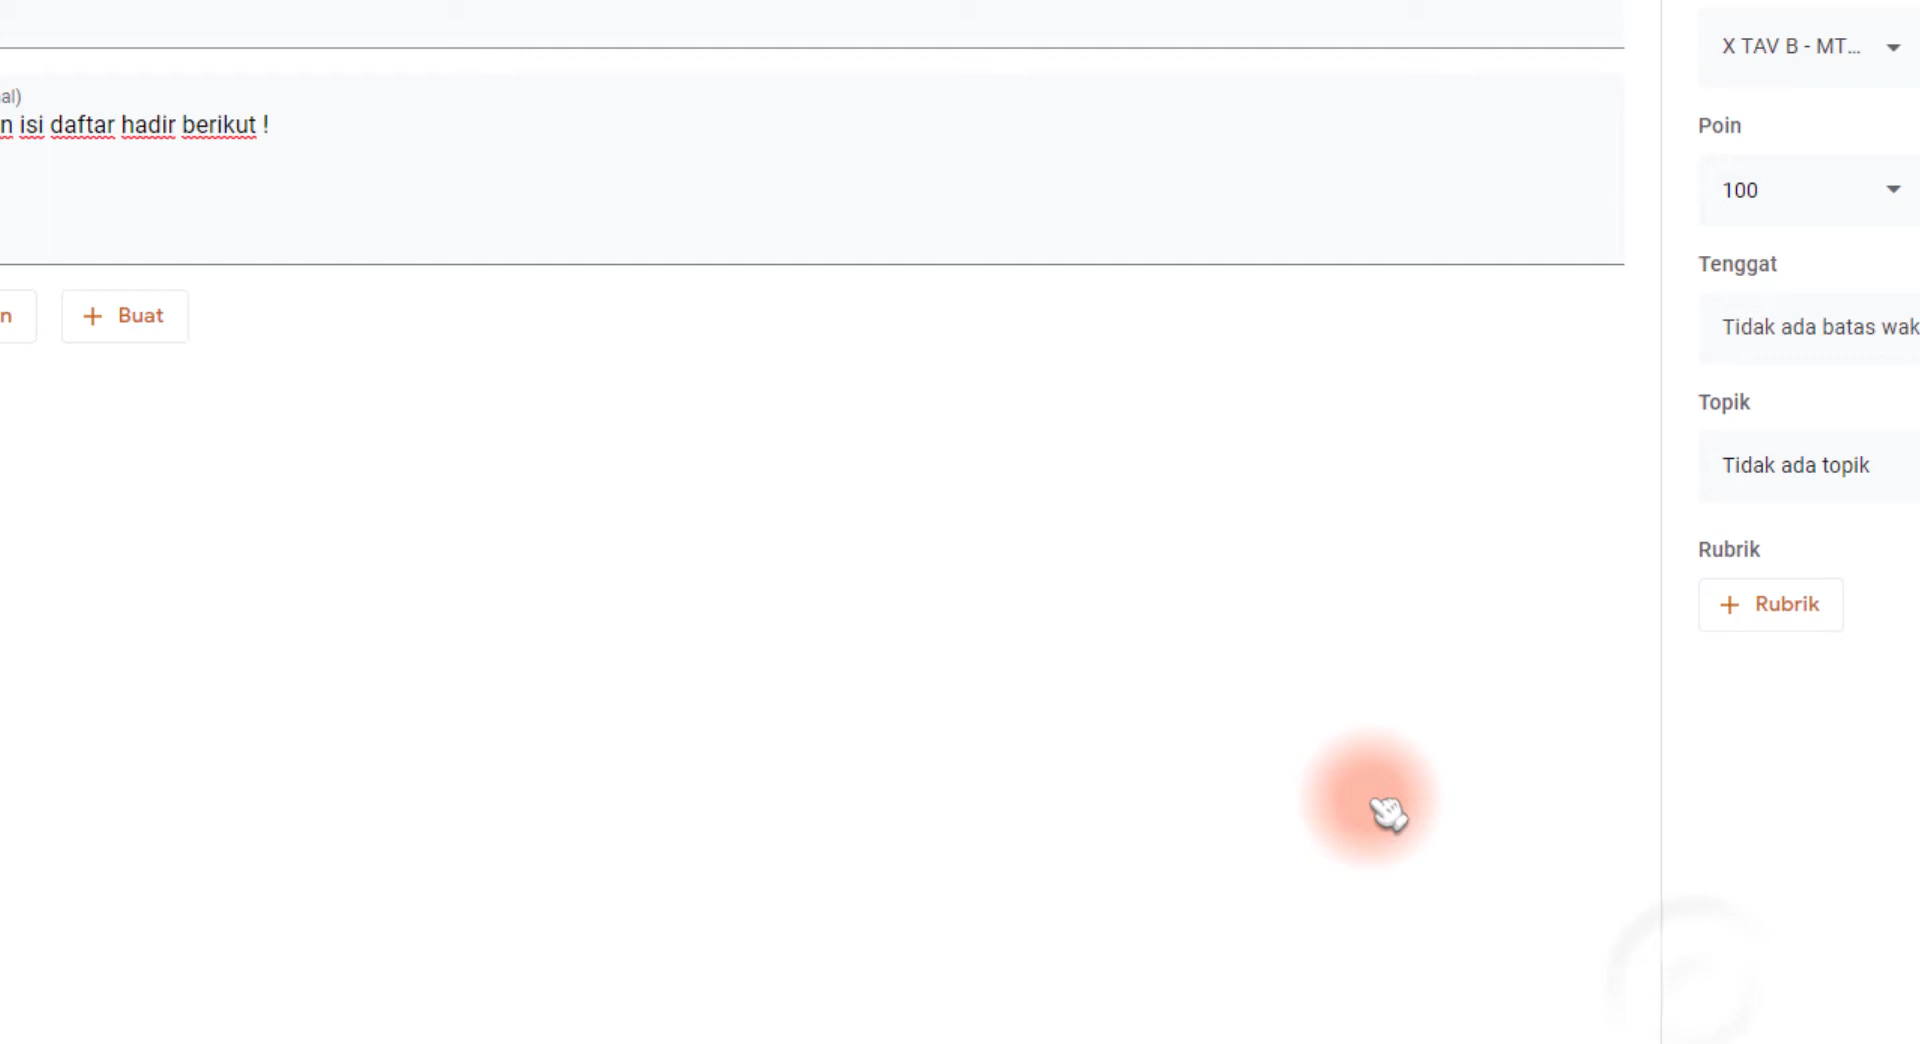 X TAV B - MT...
al)
n isi daftar hadir berikut !
Poin
100
Tenggat
n
+ Buat
Tidak ada batas wak
Topik
Tidak ada topik
Rubrik
+ Rubrik